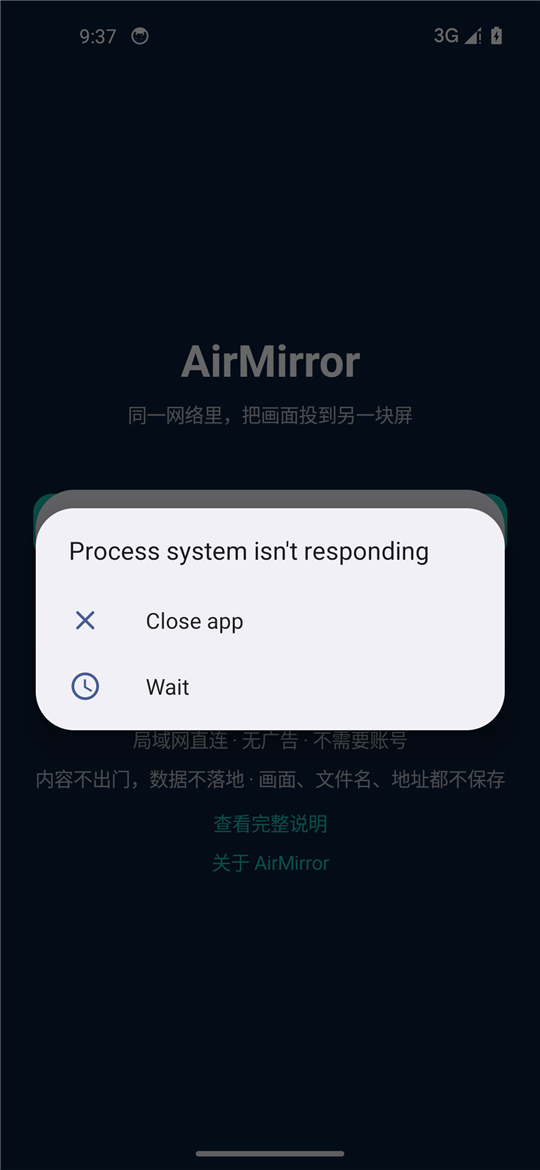 9:37
3G
AirMirror
同一网络里，把画面投到另一块屏
Process system isn't responding
Close app
Wait
局域网直连 · 无广告 · 不需要账号
内容不出门，数据不落地 · 画面、文件名、地址都不保存
查看完整说明
关于 AirMirror